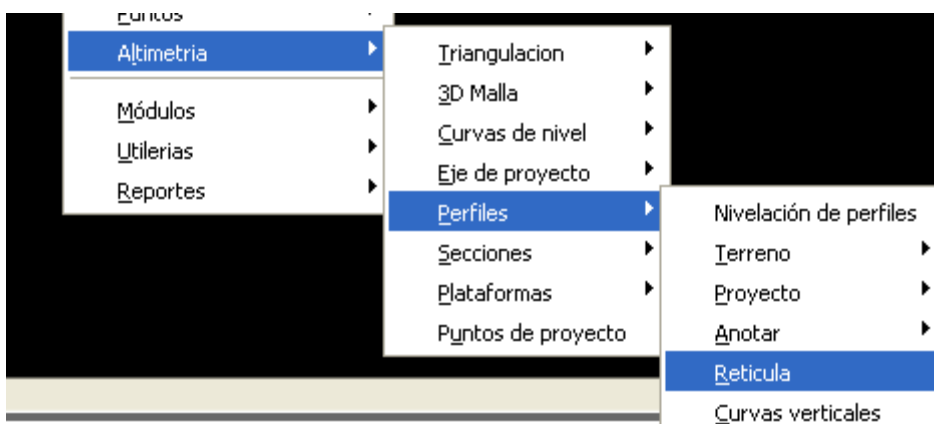 Puntos
Altimetria
Módulos
Utilerias
Reportes
Triangulacion
3D Malla
Curvas de nivel
Eje de proyecto
Perfiles
Secciones
Plataformas
Puntos de proyecto
Nivelación de perfiles
Terreno
Proyecto
Anotar
Reticula
Curvas verticales